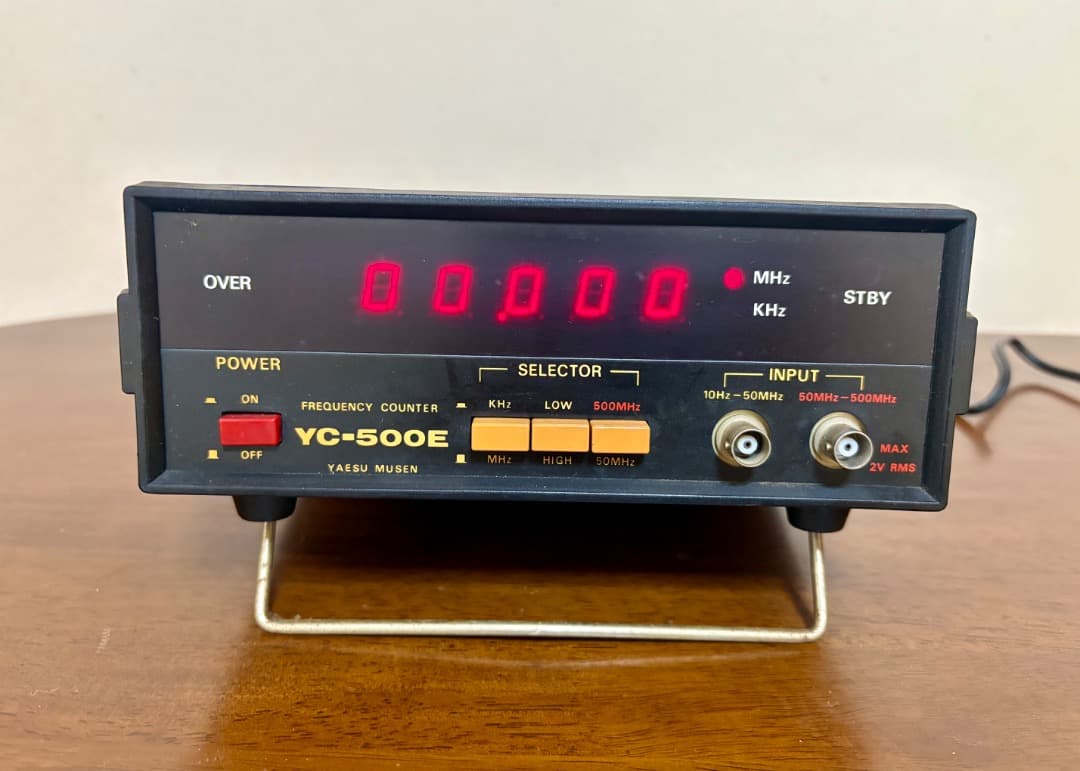 OVER
00.000
MHz
KHz
STBY
POWER
ON
OFF
FREQUENCY COUNTER
YC-500E
YAESU MUSEN
SELECTOR
KHz LOW 500MHz
MHz HIGH 50MHz
INPUT
10Hz-50MHz 50MHz-500MHz
MAX
2V RMS